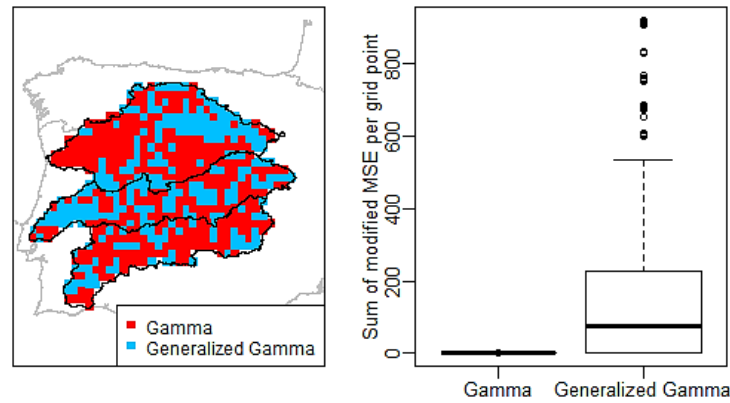 Gamma
Generalized Gamma
Sum of modified MSE per grid point
800
600
400
200
0
Gamma Generalized Gamma